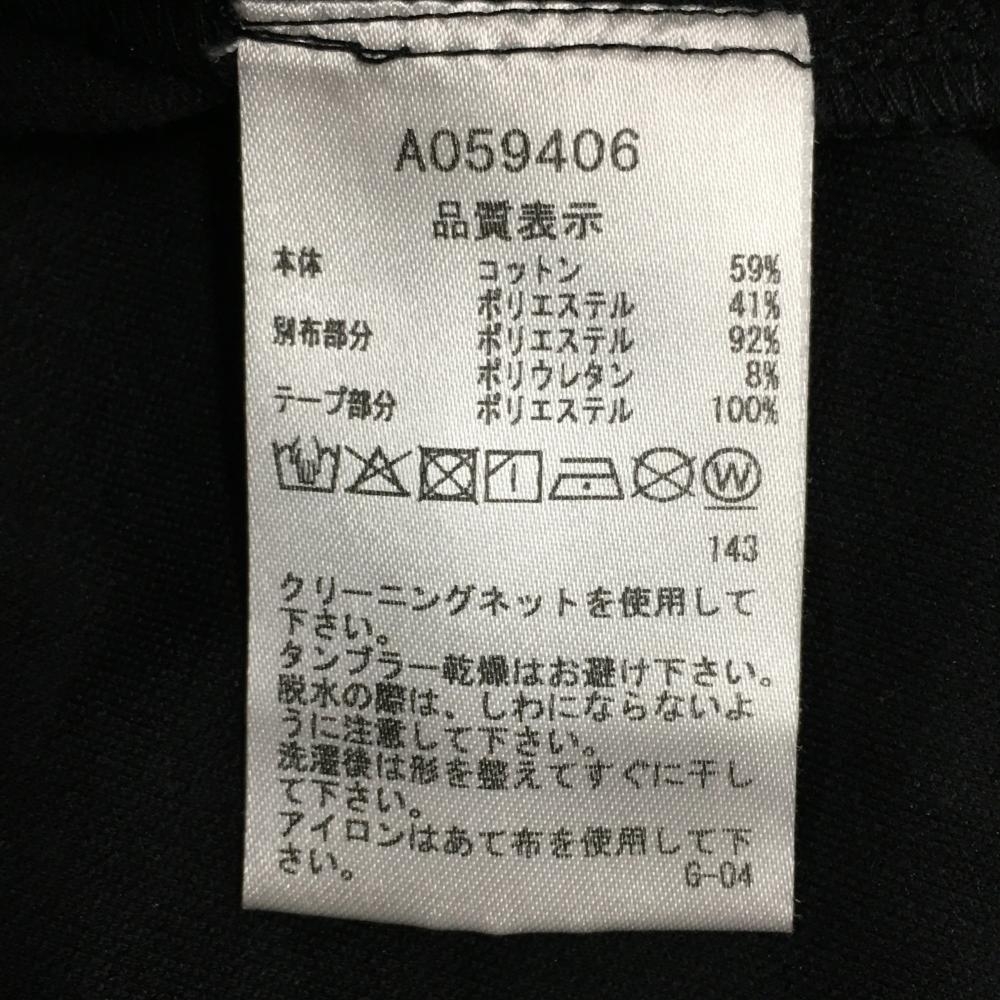 A059406
品質表示
本体 コットン 59%
ポリエステル 41%
別布部分 ポリエステル 92%
ポリウレタン 8%
テープ部分 ポリエステル 100%
W
143
クリーニングネットを使用して
下さい。
タンブラー乾燥はお避け下さい。
脱水の際は、しわにならないよ
うに注意して下さい。
洗濯後は形を整えてすぐに干し
て下さい。
アイロンはあて布を使用して下
さい。 G-04